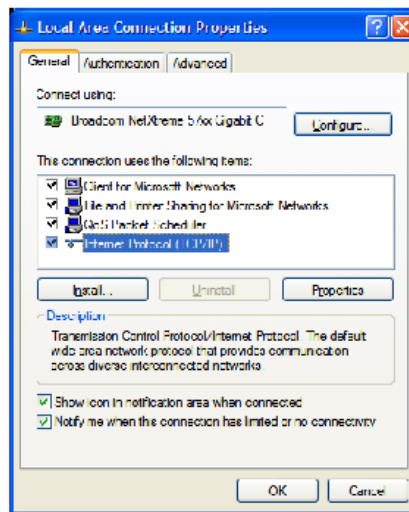 Local Area Connection Properties
General Authentication Advanced
Connect using:
Broadcom NetXtreme 57xx Gigabit C
Configure...
This connection uses the following items:
Client for Microsoft Networks
File and Printer Sharing for Microsoft Networks
QoS Packet Scheduler
Internet Protocol (TCP/IP)
Install... Uninstall Properties
Description
Transmission Control Protocol/Internet Protocol. The default
wide area network protocol that provides communication
across diverse interconnected networks.
Show icon in notification area when connected
Notify me when this connection has limited or no connectivity
OK Cancel